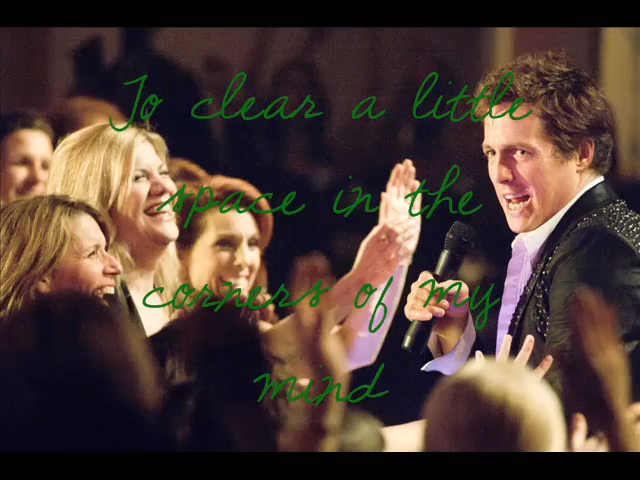 To clear a little
space in the
corners of my
mind